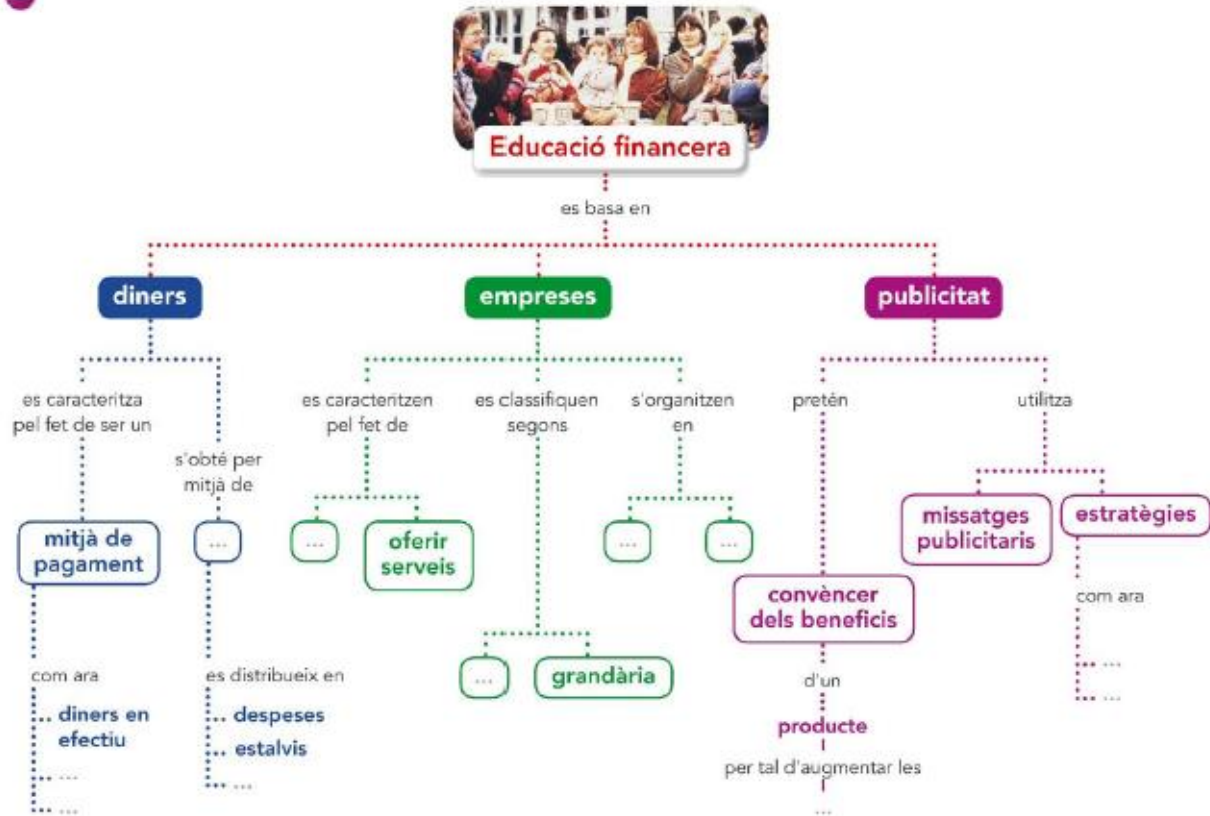 Educació financera
es basa en
diners
empreses
publicitat
es caracteritza
pel fet de ser un
s'obté per
mitjà de
es caracteritzen
pel fet de
es classifiquen
segons
s'organitzen
en
pretén
utilitza
mitjà de
pagament
...
...
oferir
serveis
...
...
missatges
publicitaris
estratègies
convèncer
dels beneficis
com ara
com ara
diners en
efectiu
...
...
es distribueix en
despeses
estalvis
...
...
grandària
d'un
producte
per tal d'augmentar les
...
...
...